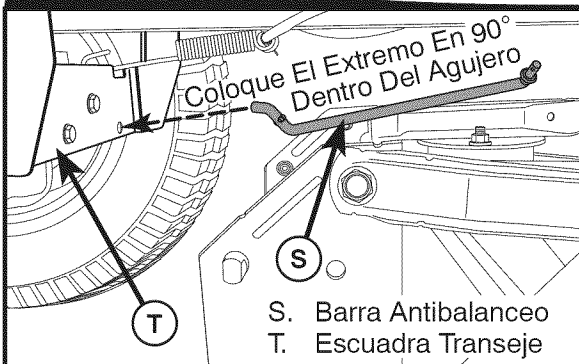 Coloque El Extremo En 90°
Dentro Del Agujero
S
T
S. Barra Antibalanceo
T. Escuadra Transeje